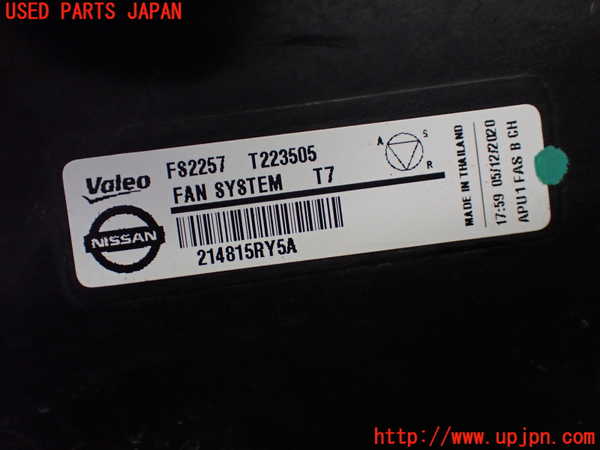 USED PARTS JAPAN
Valeo
FS2257 T223505
FAN SYSTEM T7
NISSAN
214815RY5A
A S
R
MADE IN THAILAND
17:59 05/12/2020
APU1 FAS B CH
http://www.upjpn.com/